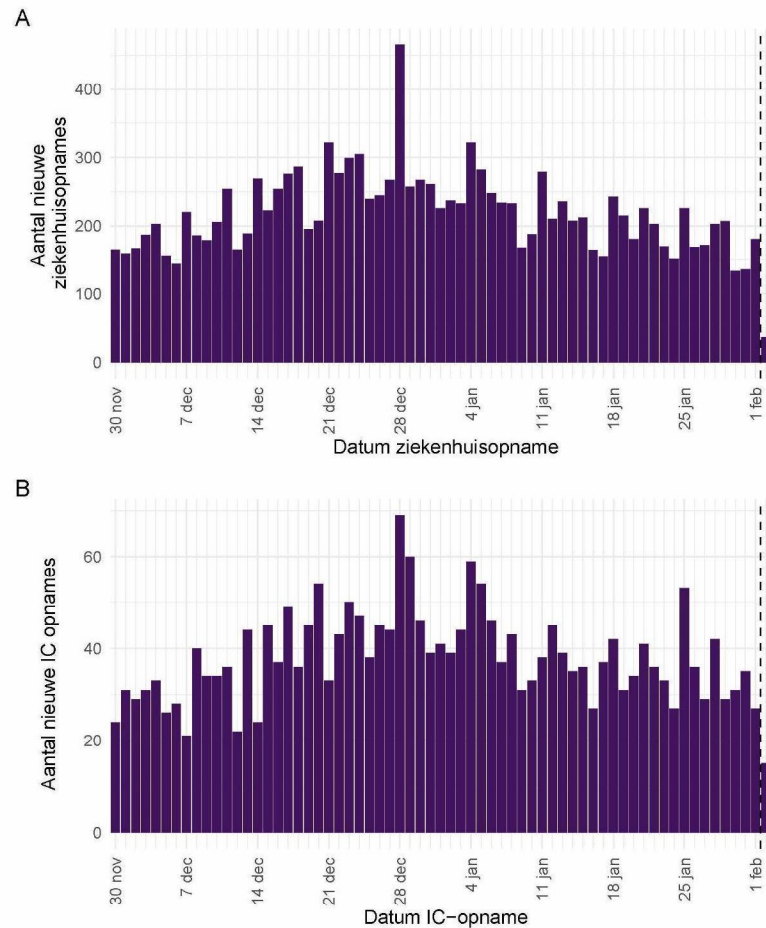 A
400
300
200
100
0
Aantal nieuwe
ziekenhuisopnames
30 nov
7 dec
14 dec
21 dec
28 dec
4 jan
11 jan
18 jan
25 jan
1 feb
Datum ziekenhuisopname
B
60
40
20
0
Aantal nieuwe IC opnames
30 nov
7 dec
14 dec
21 dec
28 dec
4 jan
11 jan
18 jan
25 jan
1 feb
Datum IC−opname